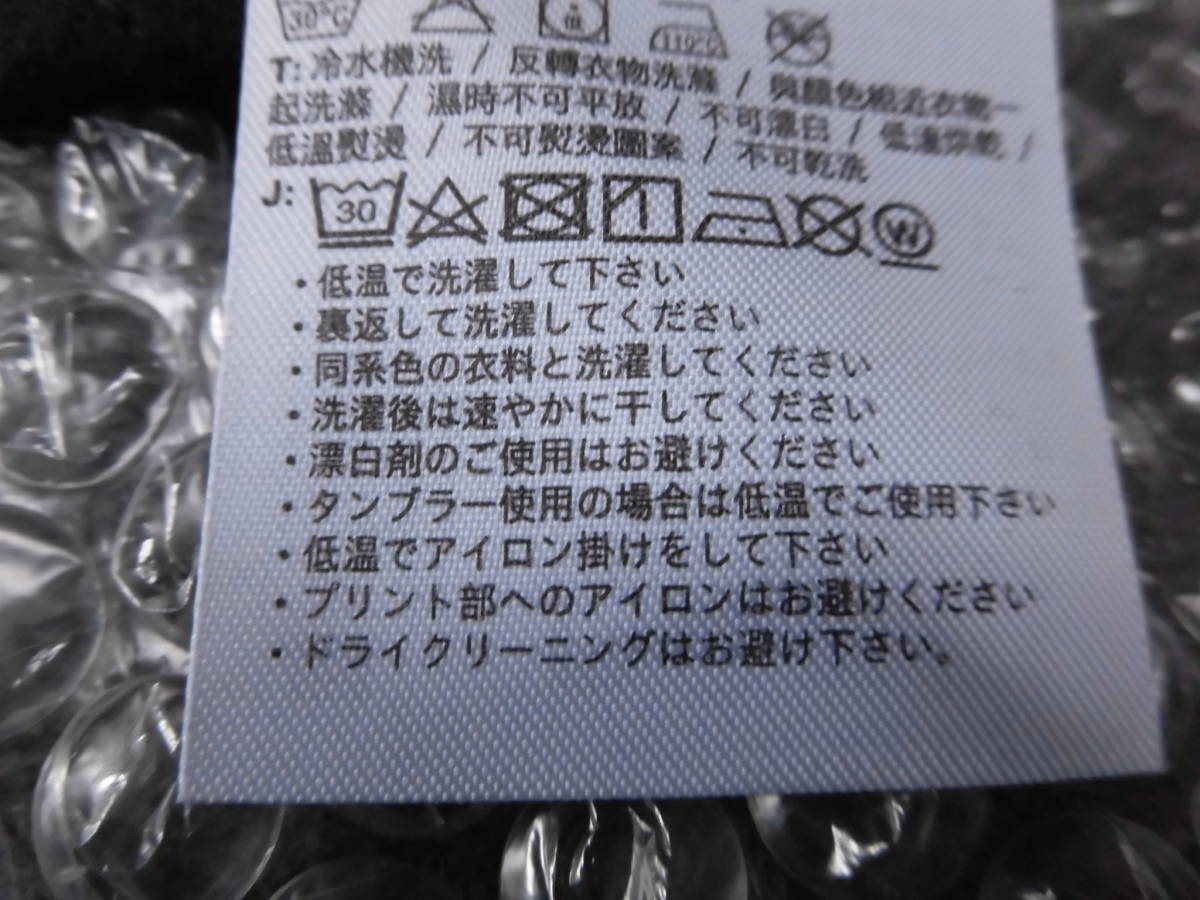 30°C 低 110°C
T: 冷水機洗 / 反轉衣物洗滌 / 與顏色相近衣物一
起洗滌 / 濕時不可平放 / 不可漂白 / 低溫烘乾 /
低溫熨燙 / 不可熨燙圖案 / 不可乾洗
J: 30 W
・低温で洗濯して下さい
・裏返して洗濯してください
・同系色の衣料と洗濯してください
・洗濯後は速やかに干してください
・漂白剤のご使用はお避けください
・タンブラー使用の場合は低温でご使用下さい
・低温でアイロン掛けをして下さい
・プリント部へのアイロンはお避けください
・ドライクリーニングはお避け下さい。